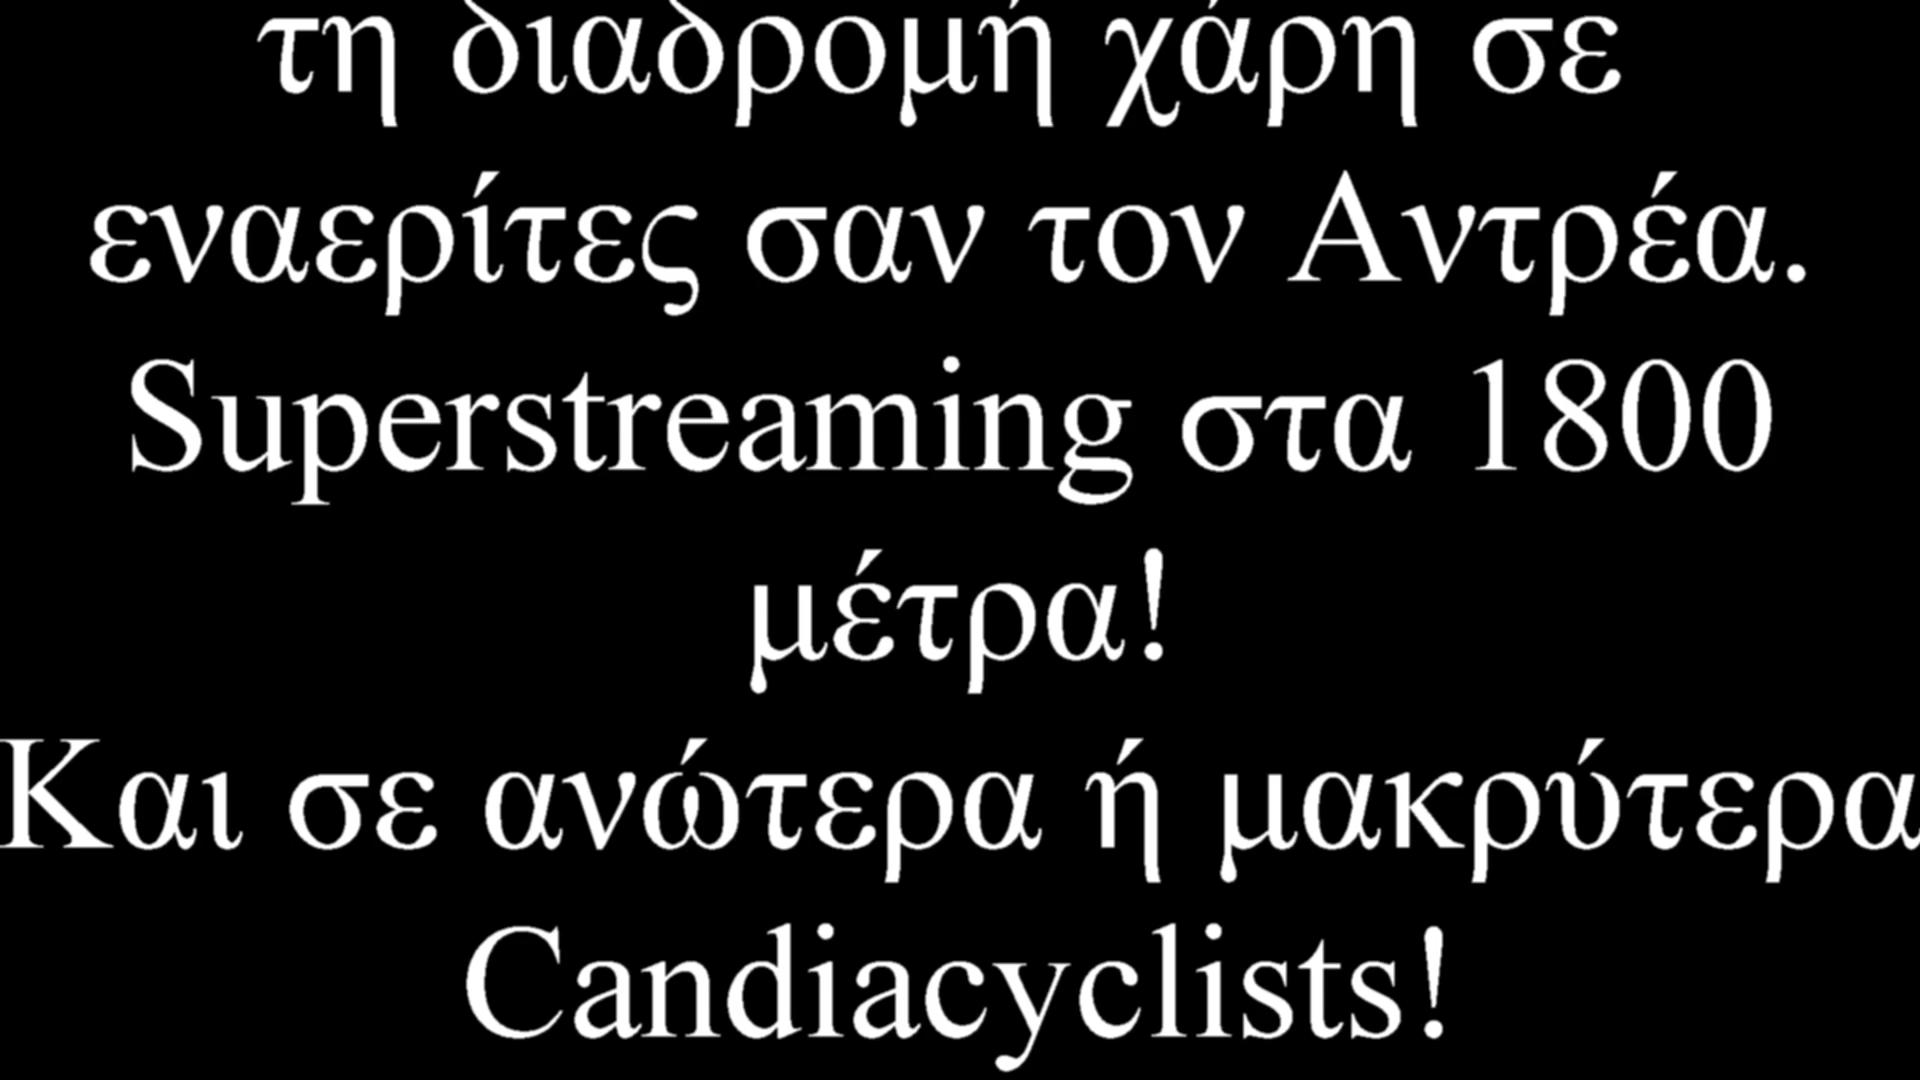 τη διαδρομή χάρη σε
εναερίτες σαν τον Αντρέα.
Superstreaming στα 1800
μέτρα!
Και σε ανώτερα ή μακρύτερα
Candiacyclists!